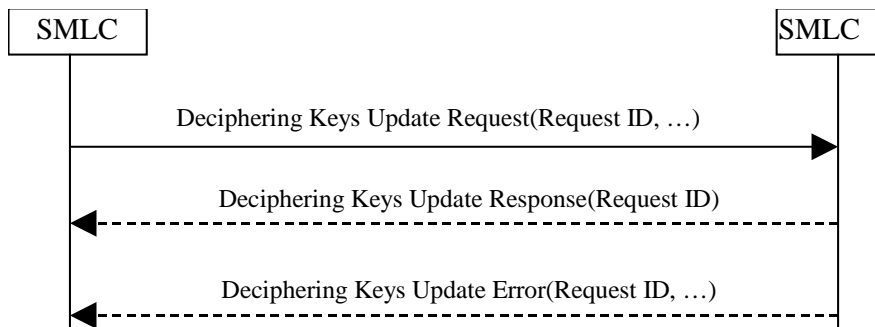 SMLC
SMLC
Deciphering Keys Update Request(Request ID, …)
Deciphering Keys Update Response(Request ID)
Deciphering Keys Update Error(Request ID, …)